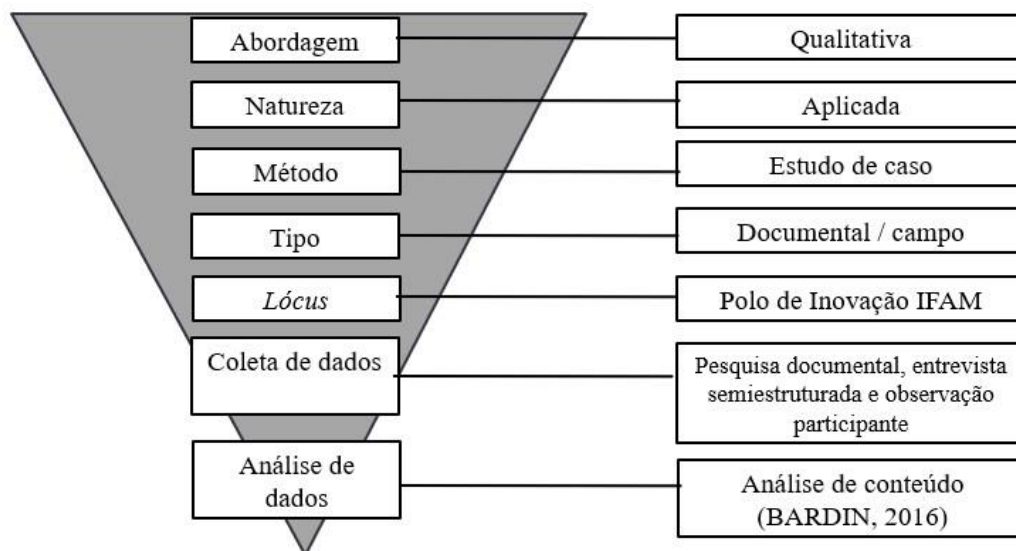 Abordagem
Qualitativa
Natureza
Aplicada
Método
Estudo de caso
Tipo
Documental / campo
Lócus
Polo de Inovação IFAM
Coleta de dados
Pesquisa documental, entrevista
semiestruturada e observação
participante
Análise de
dados
Análise de conteúdo
(BARDIN, 2016)